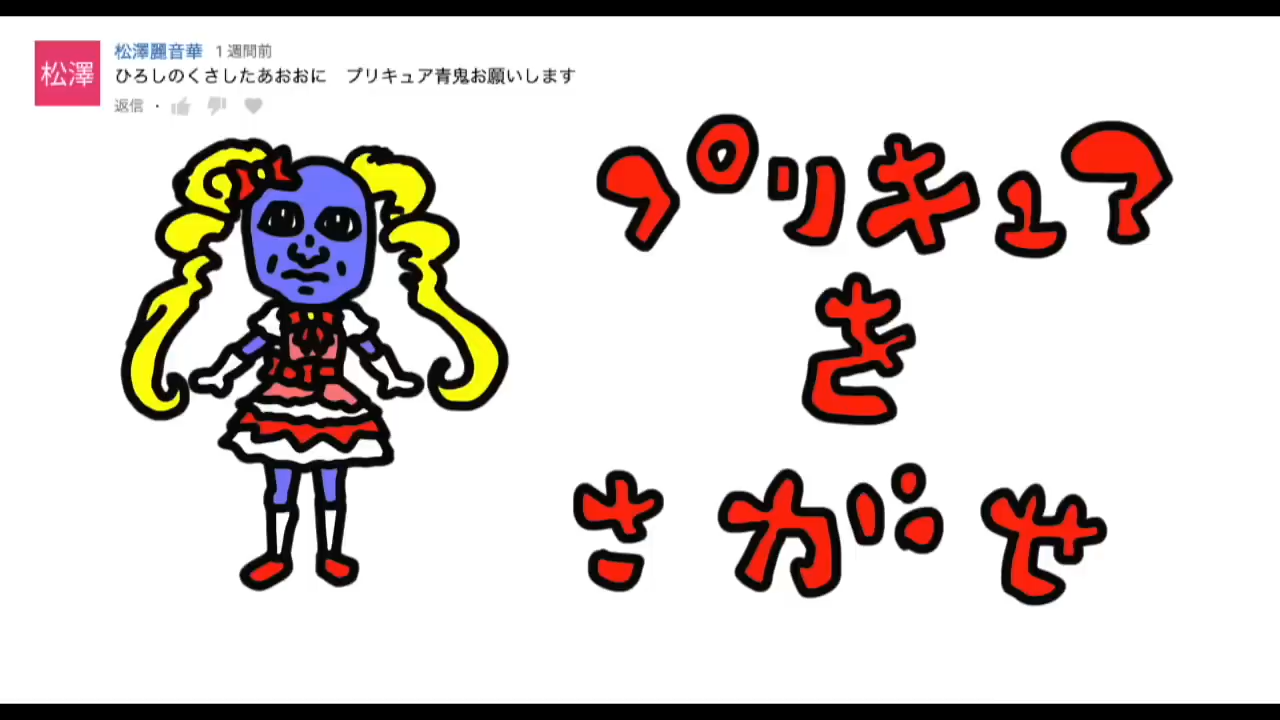 松澤
松澤麗音華 1 週間前
ひろしのくさしたあおおに　プリキュア青鬼お願いします
返信 ・
プリキュア
を
さがせ